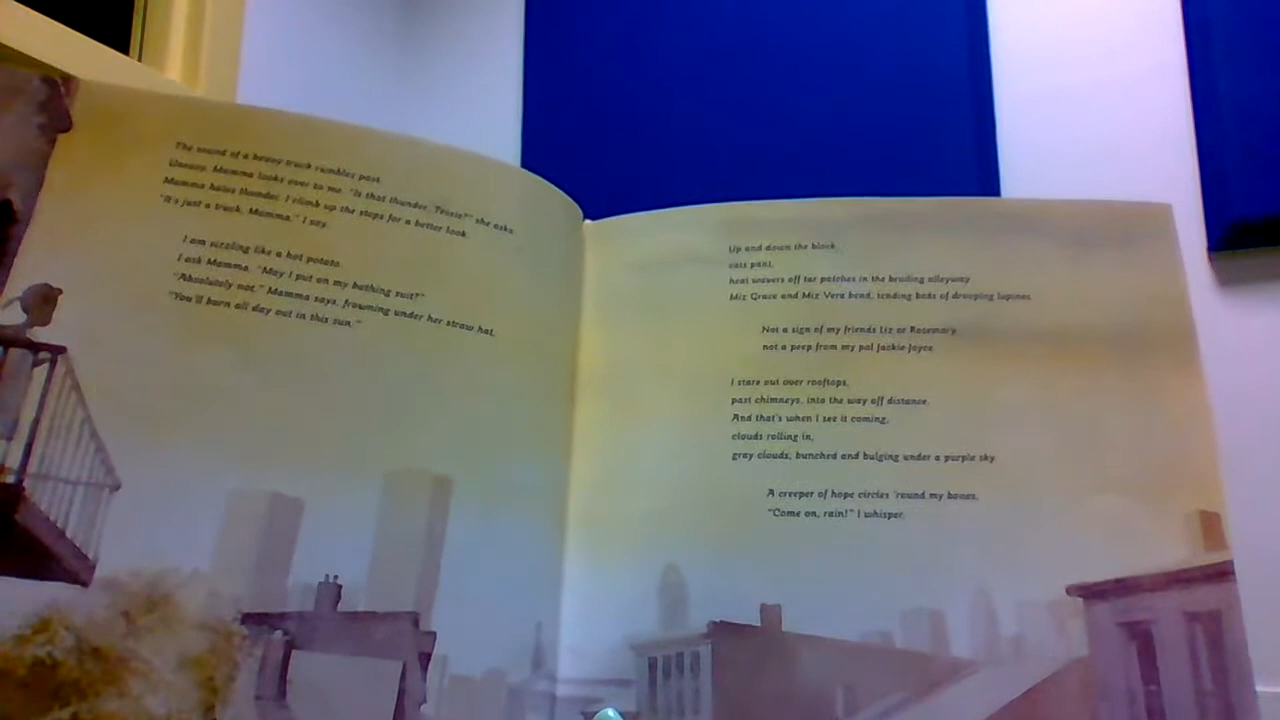 The sound of a heavy truck rumbles past.
Uneasy, Mamma looks over to me. "Is that thunder, Tessie?" she asks.
Mamma hates thunder. I climb up the steps for a better look.
"It's just a truck, Mamma," I say.
I am sizzling like a hot potato.
I ask Mamma, "May I put on my bathing suit?"
"Absolutely not," Mamma says, frowning under her straw hat.
"You'll burn all day out in this sun."
Up and down the block,
cats pant,
heat wavers off tar patches in the broiling alleyway.
Miz Grace and Miz Vera bend, tending beds of drooping lupines.
Not a sign of my friends Liz or Rosemary,
not a peep from my pal Jackie-Joyce.
I stare out over rooftops,
past chimneys, into the way off distance.
And that's when I see it coming,
clouds rolling in,
gray clouds, bunched and bulging under a purple sky.
A creeper of hope circles 'round my bones.
"Come on, rain!" I whisper.